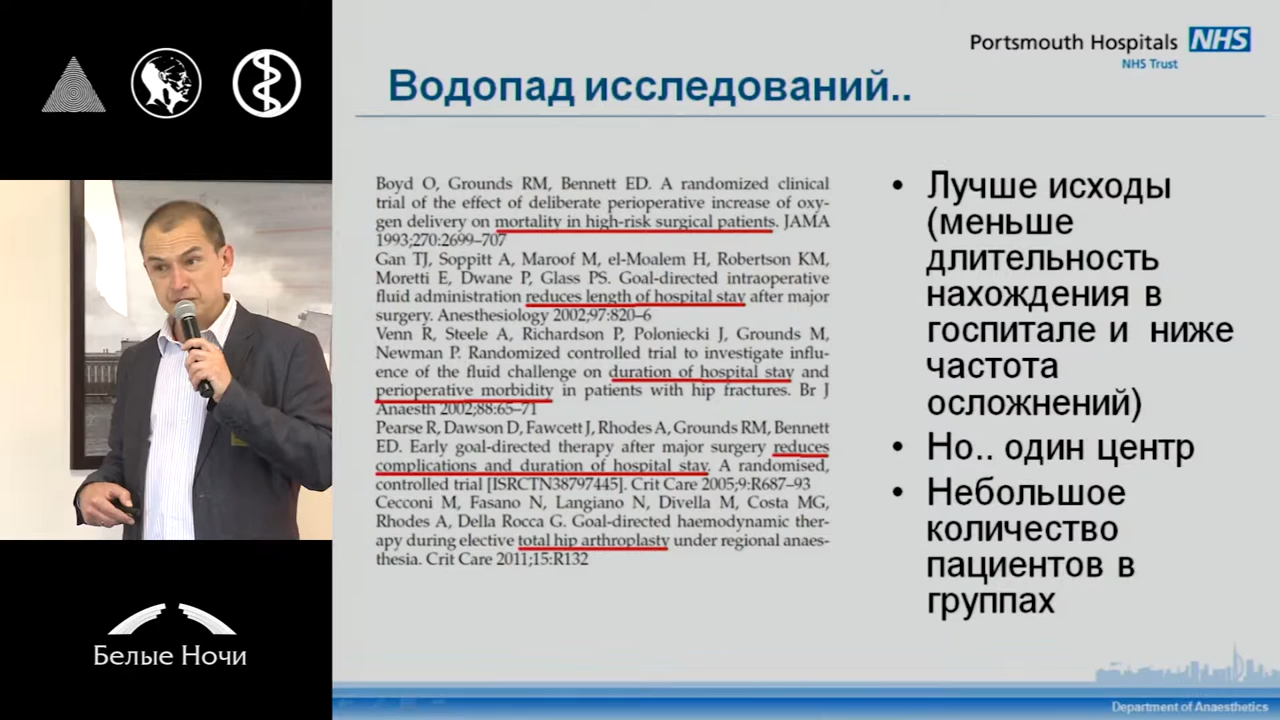 Portsmouth Hospitals NHS
NHS Trust
Водопад исследований..
Boyd O, Grounds RM, Bennett ED. A randomized clinical
trial of the effect of deliberate perioperative increase of oxy-
gen delivery on mortality in high-risk surgical patients. JAMA
1993;270:2699–707
Gan TJ, Soppitt A, Maroof M, el-Moalem H, Robertson KM,
Moretti E, Dwane P, Glass PS. Goal-directed intraoperative
fluid administration reduces length of hospital stay after major
surgery. Anesthesiology 2002;97:820–6
Venn R, Steele A, Richardson P, Poloniecki J, Grounds M,
Newman P. Randomized controlled trial to investigate influ-
ence of the fluid challenge on duration of hospital stay and
perioperative morbidity in patients with hip fractures. Br J
Anaesth 2002;88:65–71
Pearse R, Dawson D, Fawcett J, Rhodes A, Grounds RM, Bennett
ED. Early goal-directed therapy after major surgery reduces
complications and duration of hospital stay. A randomised,
controlled trial [ISRCTN38797445]. Crit Care 2005;9:R687–93
Cecconi M, Fasano N, Langiano N, Divella M, Costa MG,
Rhodes A, Della Rocca G. Goal-directed haemodynamic ther-
apy during elective total hip arthroplasty under regional anaes-
thesia. Crit Care 2011;15:R132
• Лучше исходы
(меньше
длительность
нахождения в
госпитале и ниже
частота
осложнений)
• Но.. один центр
• Небольшое
количество
пациентов в
группах
Белые Ночи
Department of Anaesthetics